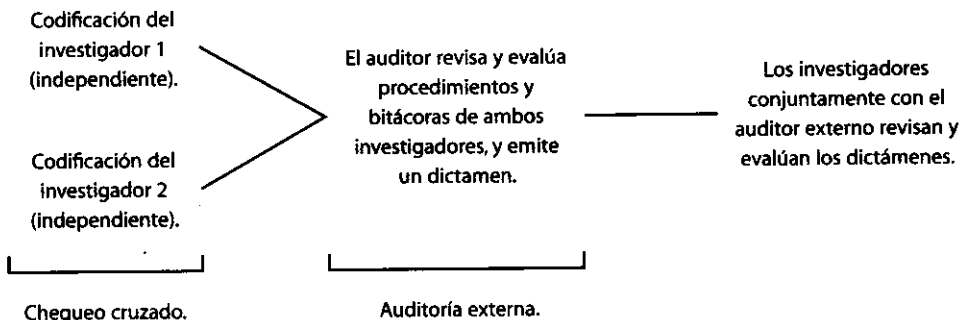 Codificación del
investigador 1
(independiente).
Codificación del
investigador 2
(independiente).
El auditor revisa y evalúa
procedimientos y
bitácoras de ambos
investigadores, y emite
un dictamen.
Los investigadores
conjuntamente con el
auditor externo revisan y
evalúan los dictámenes.
Chequeo cruzado.
Auditoría externa.